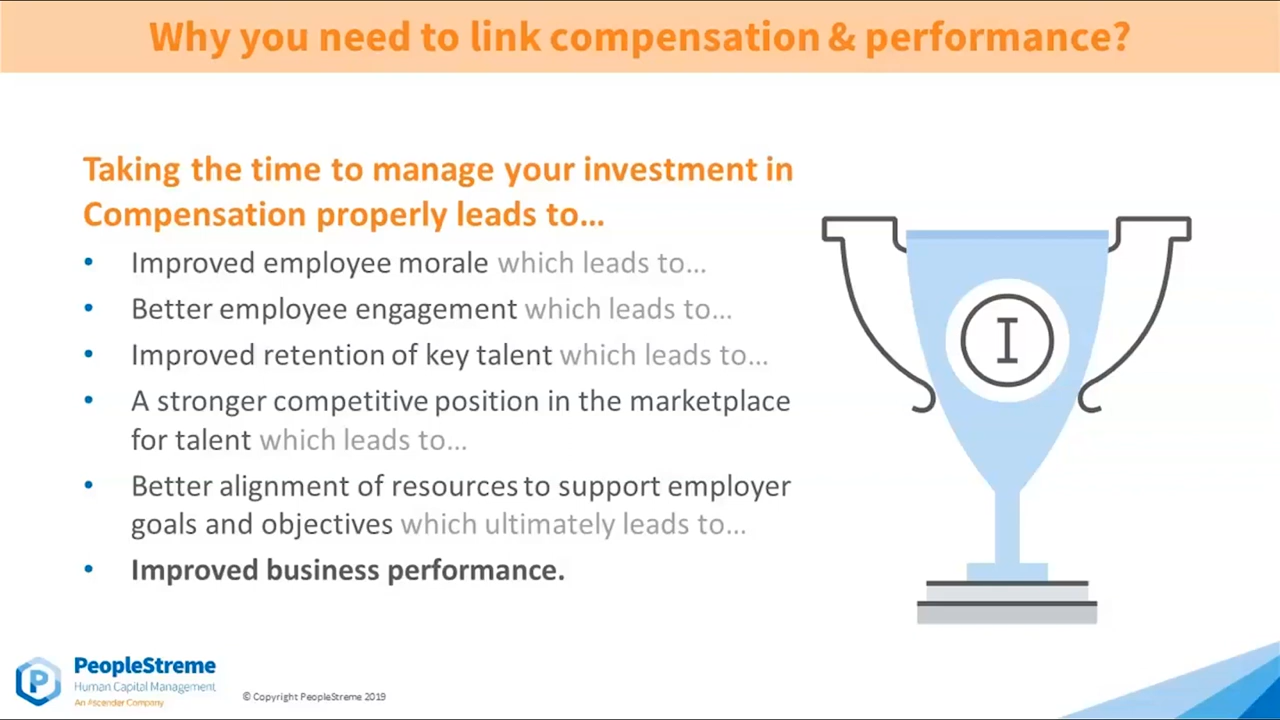 Why you need to link compensation & performance?
Taking the time to manage your investment in
Compensation properly leads to...
• Improved employee morale which leads to...
• Better employee engagement which leads to...
• Improved retention of key talent which leads to...
• A stronger competitive position in the marketplace
for talent which leads to...
• Better alignment of resources to support employer
goals and objectives which ultimately leads to...
• Improved business performance.
I
P
PeopleStreme
Human Capital Management
An Ascender Company
© Copyright PeopleStreme 2019